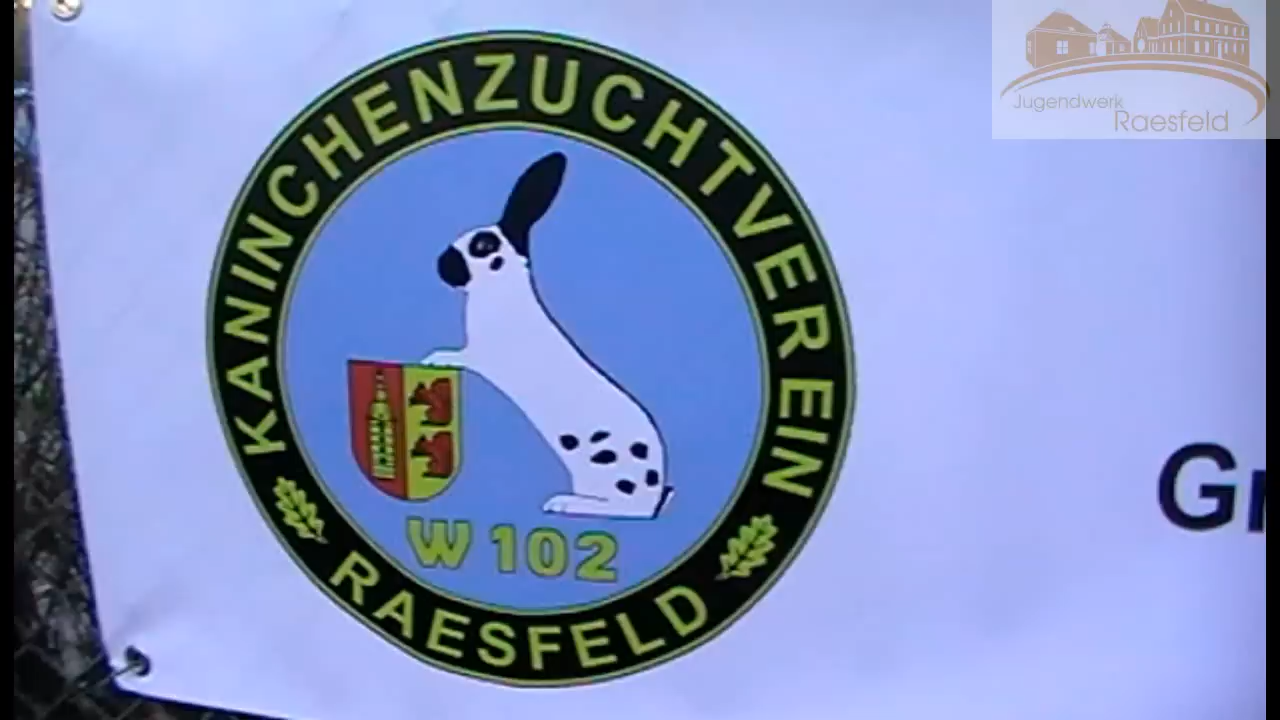 KANINCHENZUCHTVEREIN
RAESFELD
W 102
Jugendwerk
Raesfeld